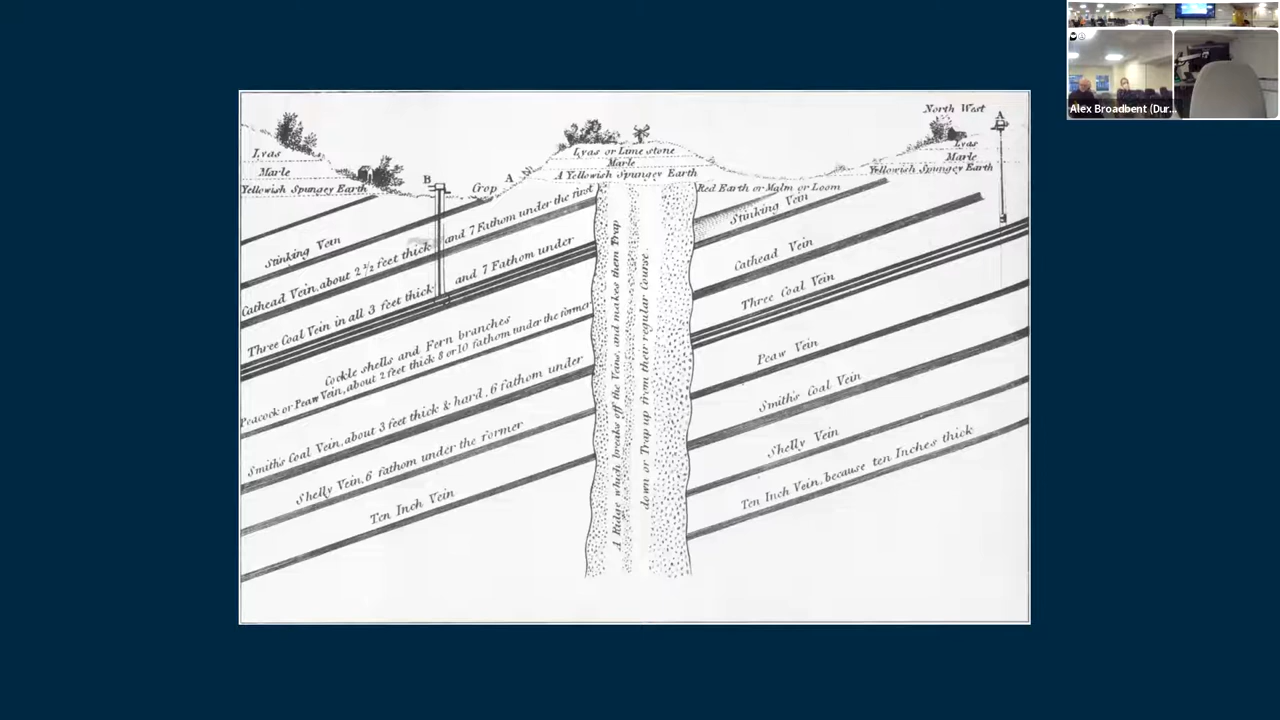 Alex Broadbent (Dur...
North West
A
Lyas
Marle
Yellowish Spungey Earth
B
Crop
A
Lyas or Lime stone
Marle
A Yellowish Spungey Earth
Lyas
Marle
Yellowish Spungey Earth
Red Earth or Malm or Loom
Stinking Vein
Cathead Vein, about 2 1/2 feet thick and 7 Fathom under the first
Three Coal Vein in all 3 feet thick and 7 Fathom under
Cockle shells and Fern branches
Peacock or Peaw Vein, about 2 feet thick 8 or 10 fathom under the former
Smith's Coal Vein, about 3 feet thick & hard, 6 fathom under
Shelly Vein, 6 fathom under the former
Ten Inch Vein
A Ridge which breaks off the Veins, and makes them Trap
down or Trap up from their regular Course
Stinking Vein
Cathead Vein
Three Coal Vein
Peaw Vein
Smith's Coal Vein
Shelly Vein
Ten Inch Vein, because ten Inches thick